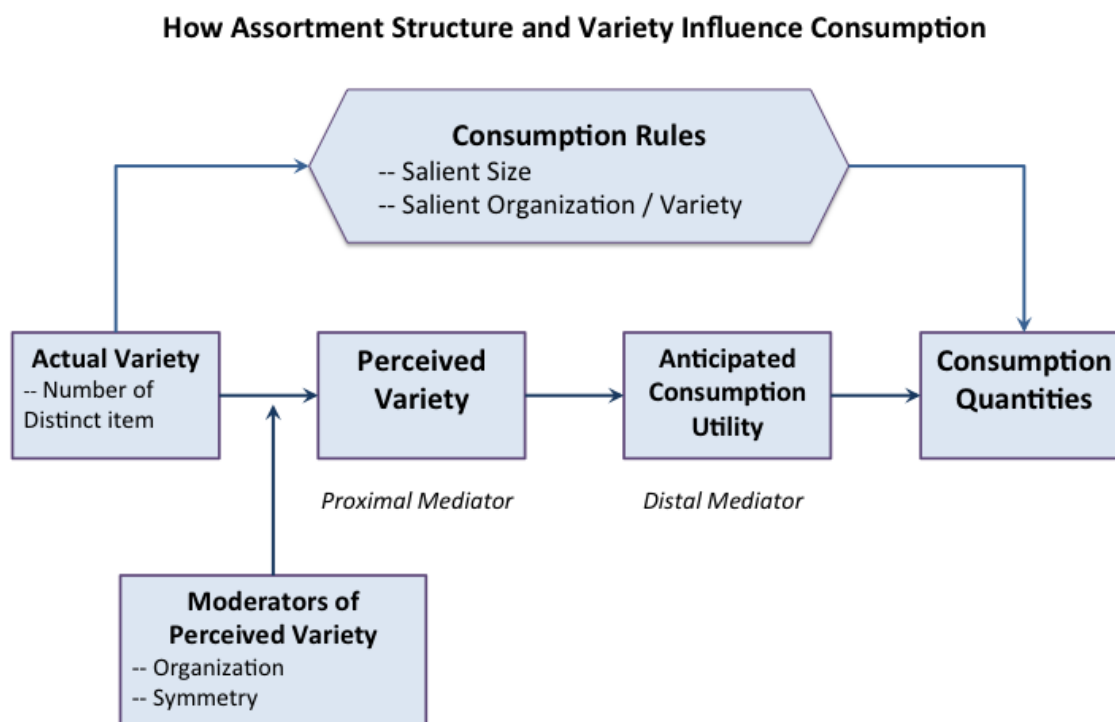 How Assortment Structure and Variety Influence Consumption
Consumption Rules
-- Salient Size
-- Salient Organization / Variety
Actual Variety
-- Number of
Distinct item
Perceived
Variety
Anticipated
Consumption
Utility
Consumption
Quantities
Proximal Mediator
Distal Mediator
Moderators of
Perceived Variety
-- Organization
-- Symmetry